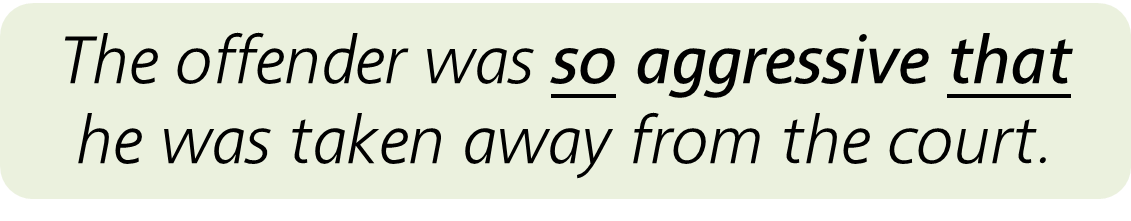 The offender was so aggressive that
he was taken away from the court.